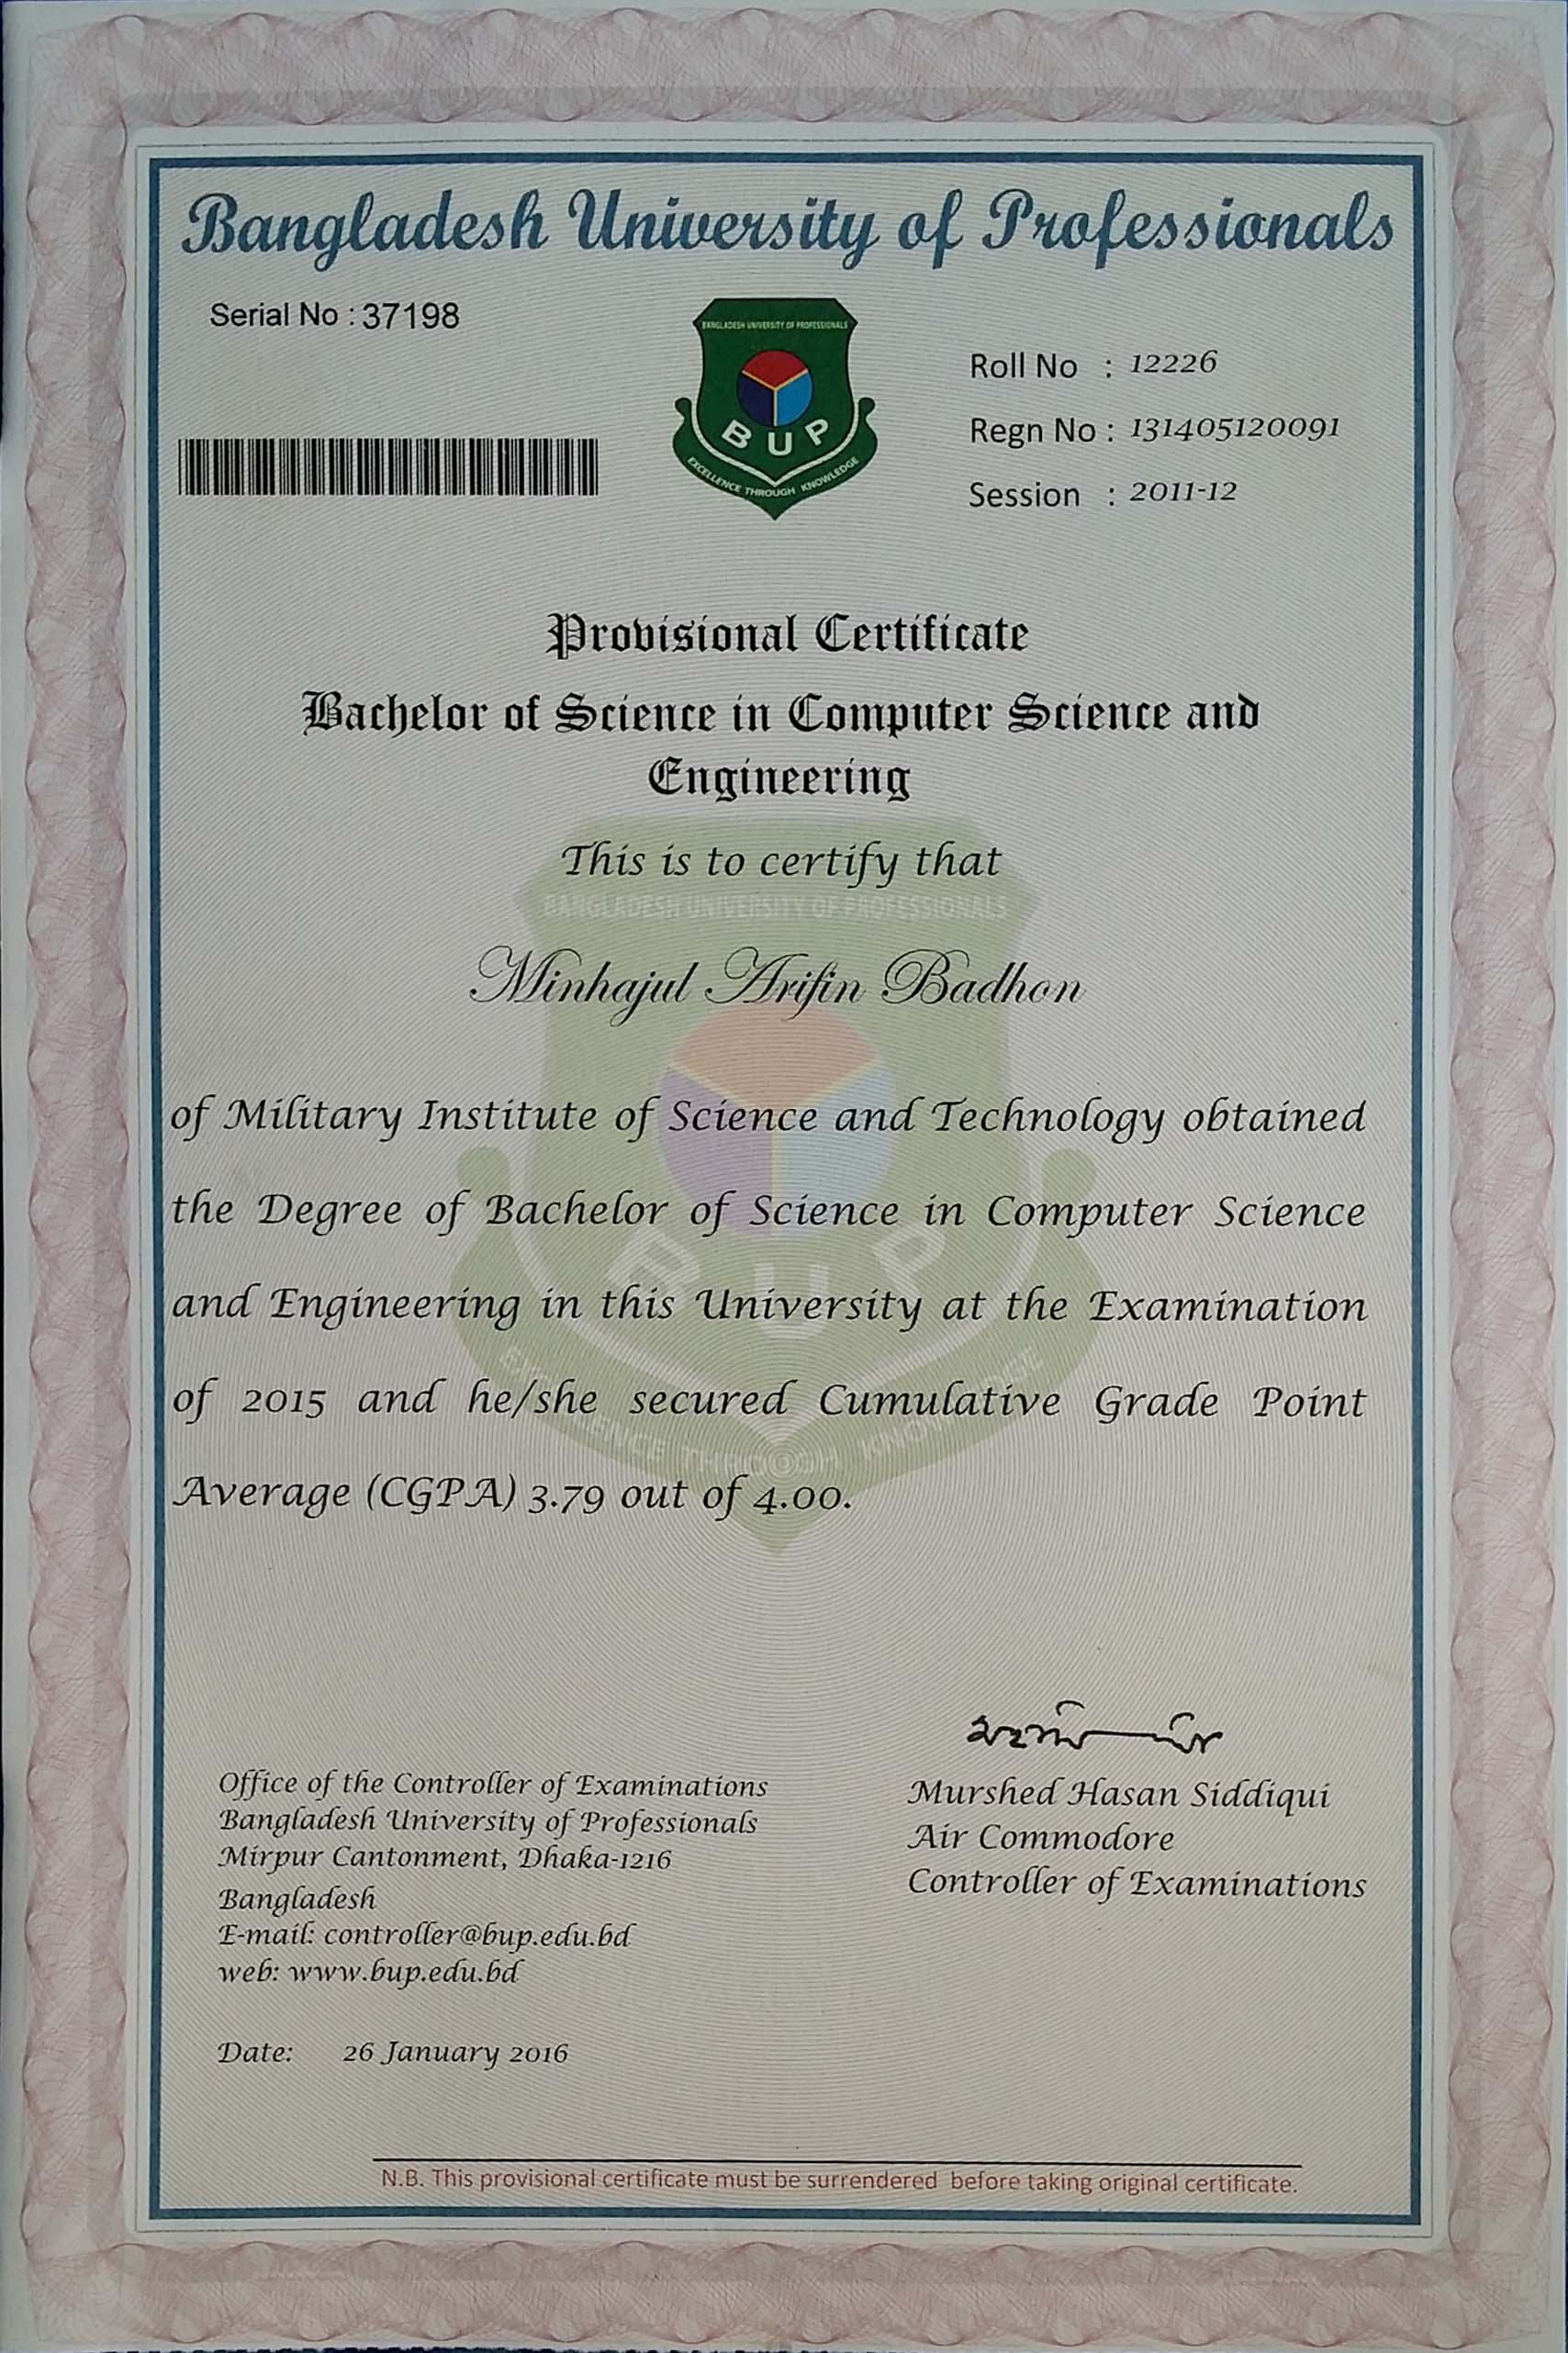 Bangladesh University of Professionals
Serial No : 37198
BANGLADESH UNIVERSITY OF PROFESSIONALS
BUP
EXCELLENCE THROUGH KNOWLEDGE
Roll No : 12226
Regn No : 131405120091
Session : 2011-12
Provisional Certificate
Bachelor of Science in Computer Science and
Engineering
This is to certify that
BANGLADESH UNIVERSITY OF PROFESSIONALS
Minhajul Arifin Badhon
of Military Institute of Science and Technology obtained
the Degree of Bachelor of Science in Computer Science
BUP
and Engineering in this University at the Examination
of 2015 and he/she secured Cumulative Grade Point
EXCELLENCE THROUGH KNOWLEDGE
Average (CGPA) 3.79 out of 4.00.
Office of the Controller of Examinations
Bangladesh University of Professionals
Mirpur Cantonment, Dhaka-1216
Bangladesh
E-mail: controller@bup.edu.bd
web: www.bup.edu.bd
Murshed Hasan Siddiqui
Air Commodore
Controller of Examinations
Date: 26 January 2016
N.B. This provisional certificate must be surrendered before taking original certificate.